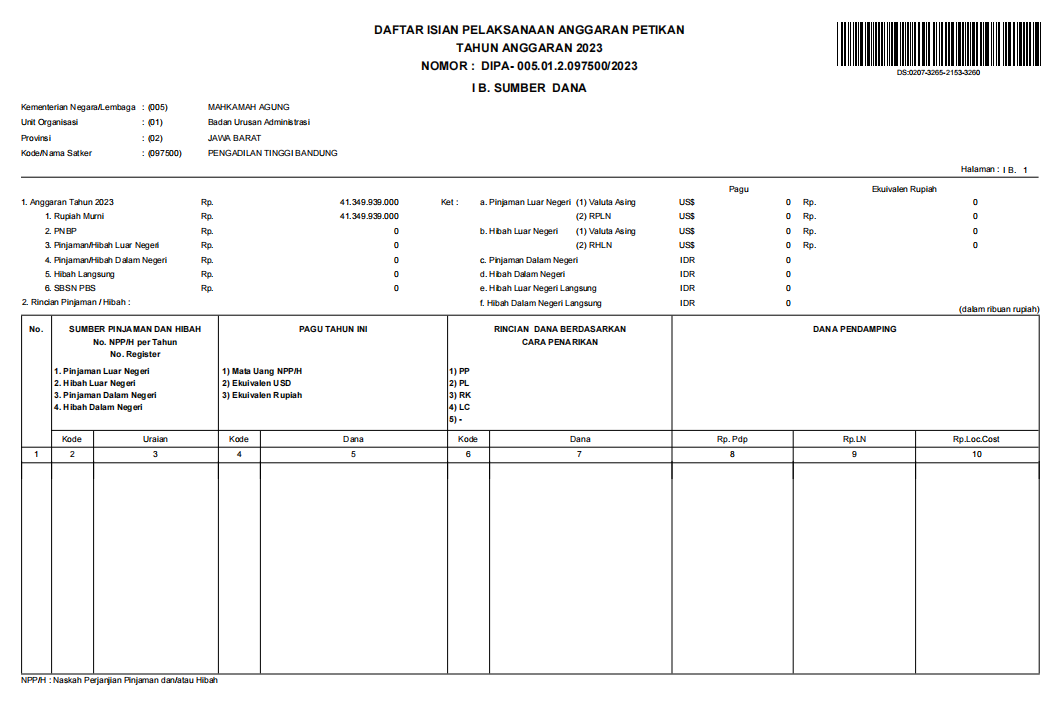 DAFTAR ISIAN PELAKSANAAN ANGGARAN PETIKAN
TAHUN ANGGARAN 2023
NOMOR : DIPA- 005.01.2.097500/2023
I B. SUMBER DANA
DS:0207-3265-2153-3260
Kementerian Negara/Lembaga : (005) MAHKAMAH AGUNG
Unit Organisasi : (01) Badan Urusan Administrasi
Provinsi : (02) JAWA BARAT
Kode/Nama Satker : (097500) PENGADILAN TINGGI BANDUNG
Halaman : I B. 1
Pagu Ekuivalen Rupiah
1. Anggaran Tahun 2023 Rp. 41.349.939.000 Ket : a. Pinjaman Luar Negeri (1) Valuta Asing US$ 0 Rp. 0
1. Rupiah Murni Rp. 41.349.939.000 (2) RPLN US$ 0 Rp. 0
2. PNBP Rp. 0 b. Hibah Luar Negeri (1) Valuta Asing US$ 0 Rp. 0
3. Pinjaman/Hibah Luar Negeri Rp. 0 (2) RHLN US$ 0 Rp. 0
4. Pinjaman/Hibah Dalam Negeri Rp. 0 c. Pinjaman Dalam Negeri IDR 0
5. Hibah Langsung Rp. 0 d. Hibah Dalam Negeri IDR 0
6. SBSN PBS Rp. 0 e. Hibah Luar Negeri Langsung IDR 0
2. Rincian Pinjaman / Hibah : f. Hibah Dalam Negeri Langsung IDR 0
(dalam ribuan rupiah)
No. SUMBER PINJAMAN DAN HIBAH PAGU TAHUN INI RINCIAN DANA BERDASARKAN DANA PENDAMPING
No. NPP/H per Tahun CARA PENARIKAN
No. Register
1. Pinjaman Luar Negeri 1) Mata Uang NPP/H 1) PP
2. Hibah Luar Negeri 2) Ekuivalen USD 2) PL
3. Pinjaman Dalam Negeri 3) Ekuivalen Rupiah 3) RK
4. Hibah Dalam Negeri 4) LC
5) -
Kode Uraian Kode Dana Kode Dana Rp. Pdp Rp.LN Rp.Loc.Cost
1 2 3 4 5 6 7 8 9 10
NPP/H : Naskah Perjanjian Pinjaman dan/atau Hibah